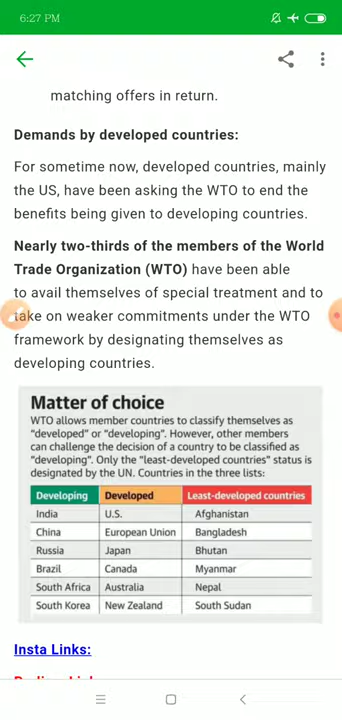 6:27 PM
matching offers in return.
Demands by developed countries:
For sometime now, developed countries, mainly
the US, have been asking the WTO to end the
benefits being given to developing countries.
Nearly two-thirds of the members of the World
Trade Organization (WTO) have been able
to avail themselves of special treatment and to
take on weaker commitments under the WTO
framework by designating themselves as
developing countries.
Matter of choice
WTO allows member countries to classify themselves as
“developed” or “developing”. However, other members
can challenge the decision of a country to be classified as
“developing”. Only the “least-developed countries” status is
designated by the UN. Countries in the three lists:
Developing Developed Least-developed countries
India U.S. Afghanistan
China European Union Bangladesh
Russia Japan Bhutan
Brazil Canada Myanmar
South Africa Australia Nepal
South Korea New Zealand South Sudan
Insta Links: